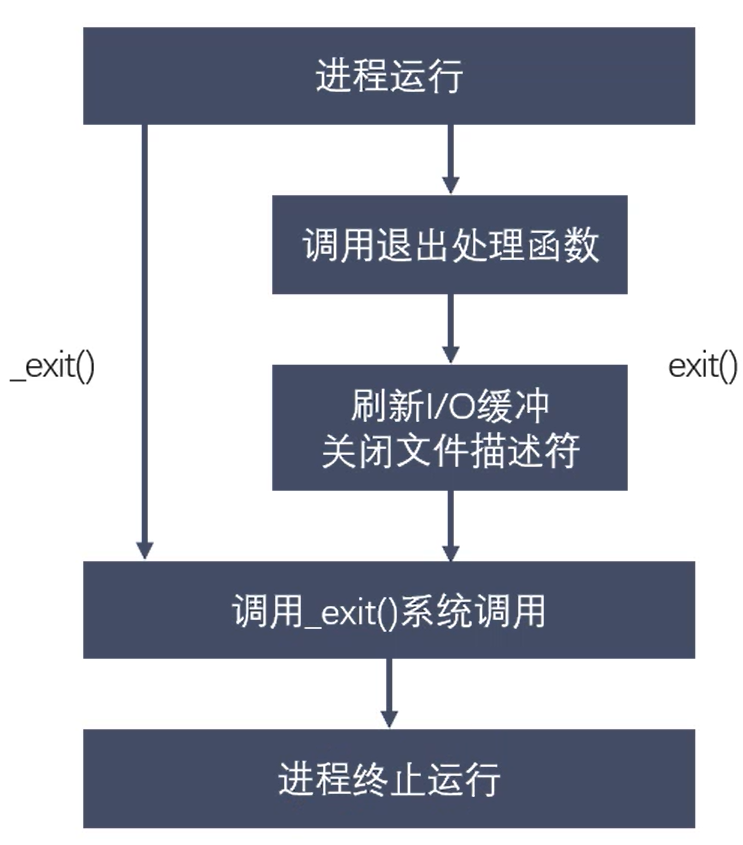 进程运行
调用退出处理函数
_exit()
exit()
刷新I/O缓冲
关闭文件描述符
调用_exit()系统调用
进程终止运行